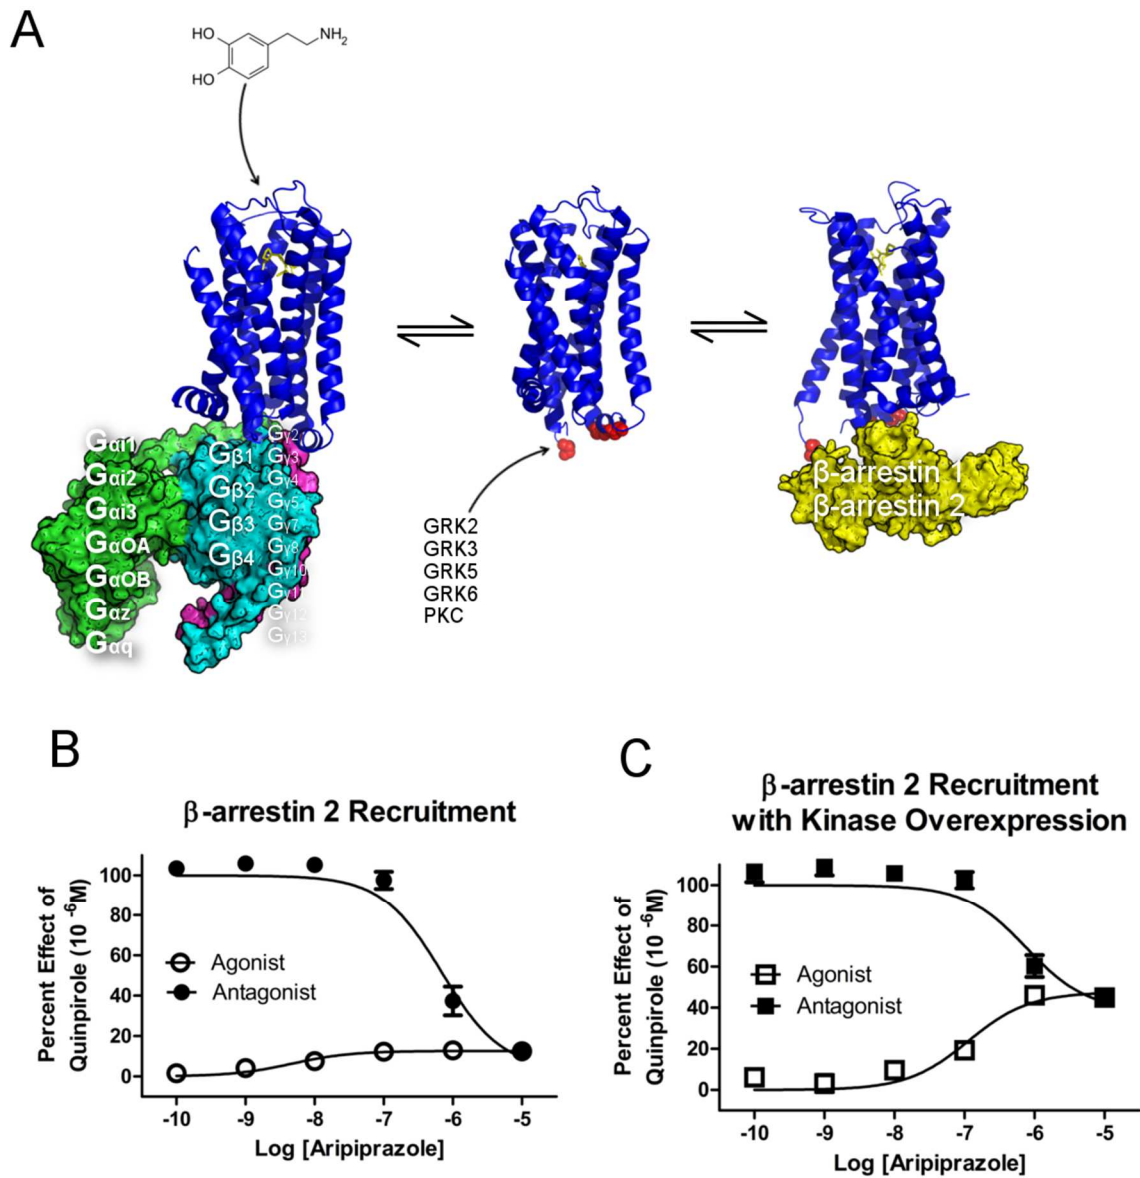 A
HO
NH2
HO
Gαi1
Gαi2
Gαi3
GαOA
GαOB
Gαz
Gαq
Gβ1
Gβ2
Gβ3
Gβ4
Gγ2
Gγ3
Gγ4
Gγ5
Gγ7
Gγ8
Gγ10
Gγ12
Gγ13
GRK2
GRK3
GRK5
GRK6
PKC
β-arrestin 1
β-arrestin 2
B
β-arrestin 2 Recruitment
Percent Effect of
Quinpirole (10 -6M)
100
80
60
40
20
0
Agonist
Antagonist
-10 -9 -8 -7 -6 -5
Log [Aripiprazole]
C
β-arrestin 2 Recruitment
with Kinase Overexpression
Percent Effect of
Quinpirole (10 -6M)
100
80
60
40
20
0
Agonist
Antagonist
-10 -9 -8 -7 -6 -5
Log [Aripiprazole]